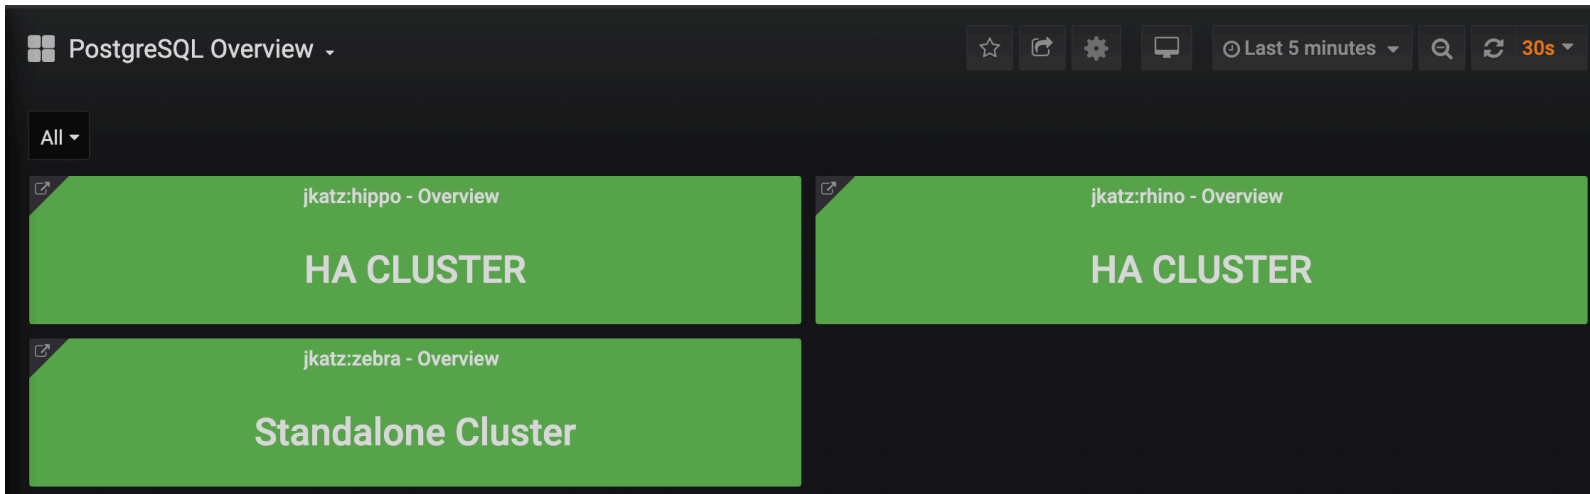 PostgreSQL Overview
Last 5 minutes
30s
All
jkatz:hippo - Overview
HA CLUSTER
jkatz:rhino - Overview
HA CLUSTER
jkatz:zebra - Overview
Standalone Cluster